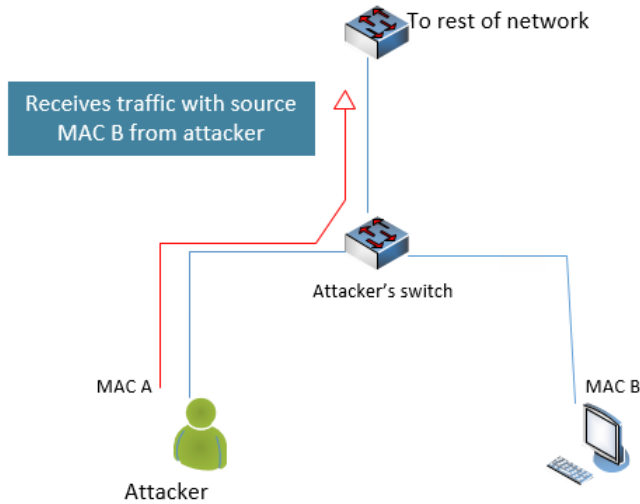 To rest of network
Receives traffic with source
MAC B from attacker
Attacker's switch
MAC A
MAC B
Attacker